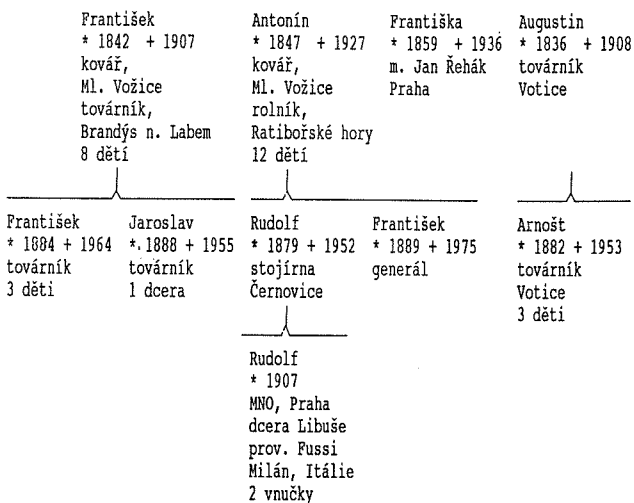 František
* 1842 + 1907
kovář,
Ml. Vožice
továrník,
Brandýs n. Labem
8 dětí
Antonín
* 1847 + 1927
kovář,
Ml. Vožice
rolník,
Ratibořské hory
12 dětí
Františka
* 1859 + 1936
m. Jan Řehák
Praha
Augustin
* 1836 + 1908
továrník
Votice
František
* 1884 + 1964
továrník
3 děti
Jaroslav
* 1888 + 1955
továrník
1 dcera
Rudolf
* 1879 + 1952
stojírna
Černovice
František
* 1889 + 1975
generál
Arnošt
* 1882 + 1953
továrník
Votice
3 děti
Rudolf
* 1907
MNO, Praha
dcera Libuše
prov. Fussi
Milán, Itálie
2 vnučky